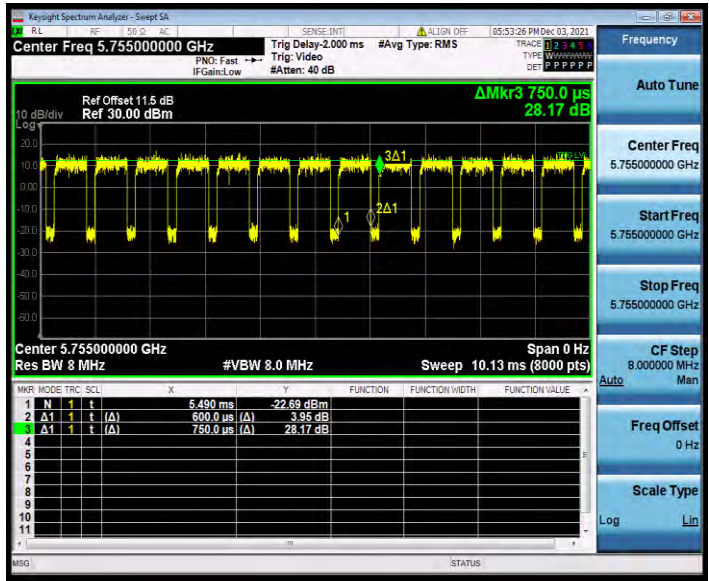 Keysight Spectrum Analyzer - Swept SA
RL RF 50 Ω AC SENSE:INT ALIGN OFF 05:53:26 PM Dec 03, 2021
Center Freq 5.755000000 GHz
PNO: Fast
IFGain:Low
Trig Delay-2.000 ms
Trig: Video
#Atten: 40 dB
#Avg Type: RMS
TRACE 1 2 3 4 5 6
TYPE
DET P P P P P P
Frequency
Auto Tune
Center Freq
5.755000000 GHz
Start Freq
5.755000000 GHz
Stop Freq
5.755000000 GHz
CF Step
8.000000 MHz
Auto Man
Freq Offset
0 Hz
Scale Type
Log Lin
ΔMkr3 750.0 µs
28.17 dB
Ref Offset 11.5 dB
10 dB/div Ref 30.00 dBm
Log
20.0
10.0
0.00
-10.0
-20.0
-30.0
-40.0
-50.0
-60.0
3Δ1
2Δ1
1
Center 5.755000000 GHz Span 0 Hz
Res BW 8 MHz #VBW 8.0 MHz Sweep 10.13 ms (8000 pts)
MKR MODE TRC SCL X Y FUNCTION FUNCTION WIDTH FUNCTION VALUE
1 N 1 t 5.490 ms -22.69 dBm
2 Δ1 1 t (Δ) 600.0 µs (Δ) 3.95 dB
3 Δ1 1 t (Δ) 750.0 µs (Δ) 28.17 dB
4
5
6
7
8
9
10
11
MSG STATUS